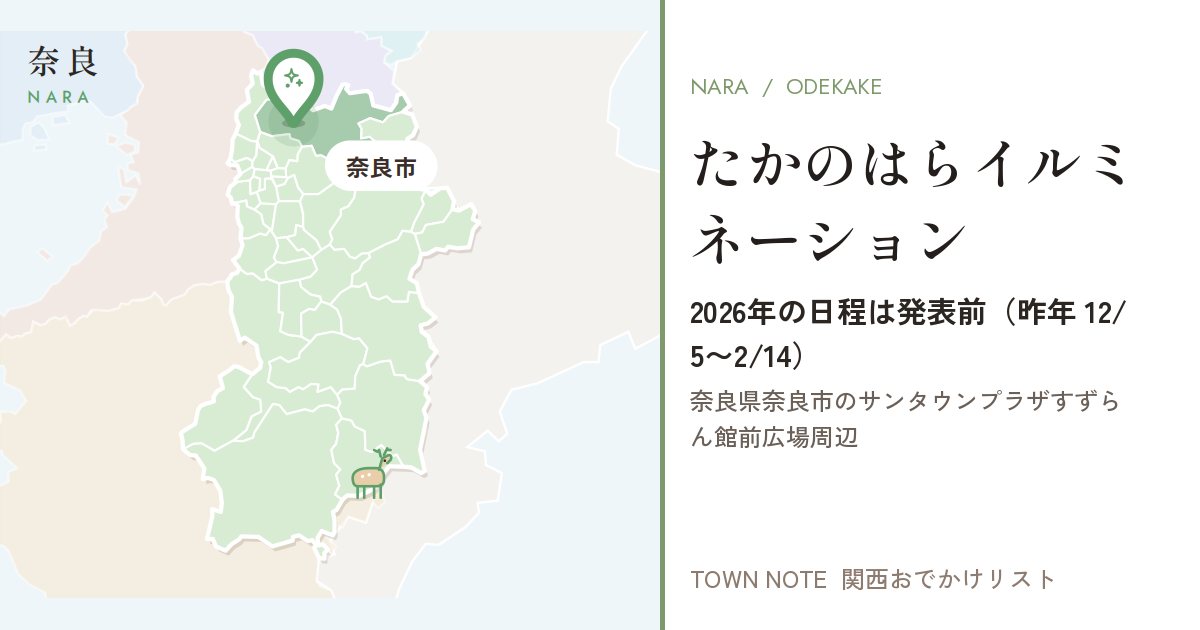 奈良
NARA
奈良市
NARA / ODEKAKE
たかのはらイルミ
ネーション
2026年の日程は発表前（昨年 12/
5〜2/14）
奈良県奈良市のサンタウンプラザすずら
ん館前広場周辺
TOWN NOTE 関西おでかけリスト